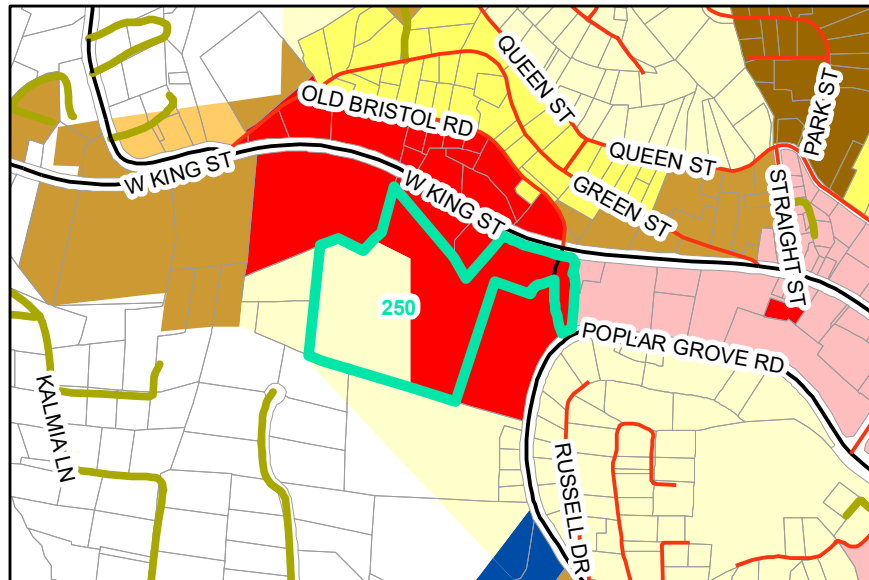 QUEEN ST
PARK ST
OLD BRISTOL RD
W KING ST
QUEEN ST
W KING ST
GREEN ST
STRAIGHT ST
250
POPLAR GROVE RD
KALMIA LN
RUSSELL DR